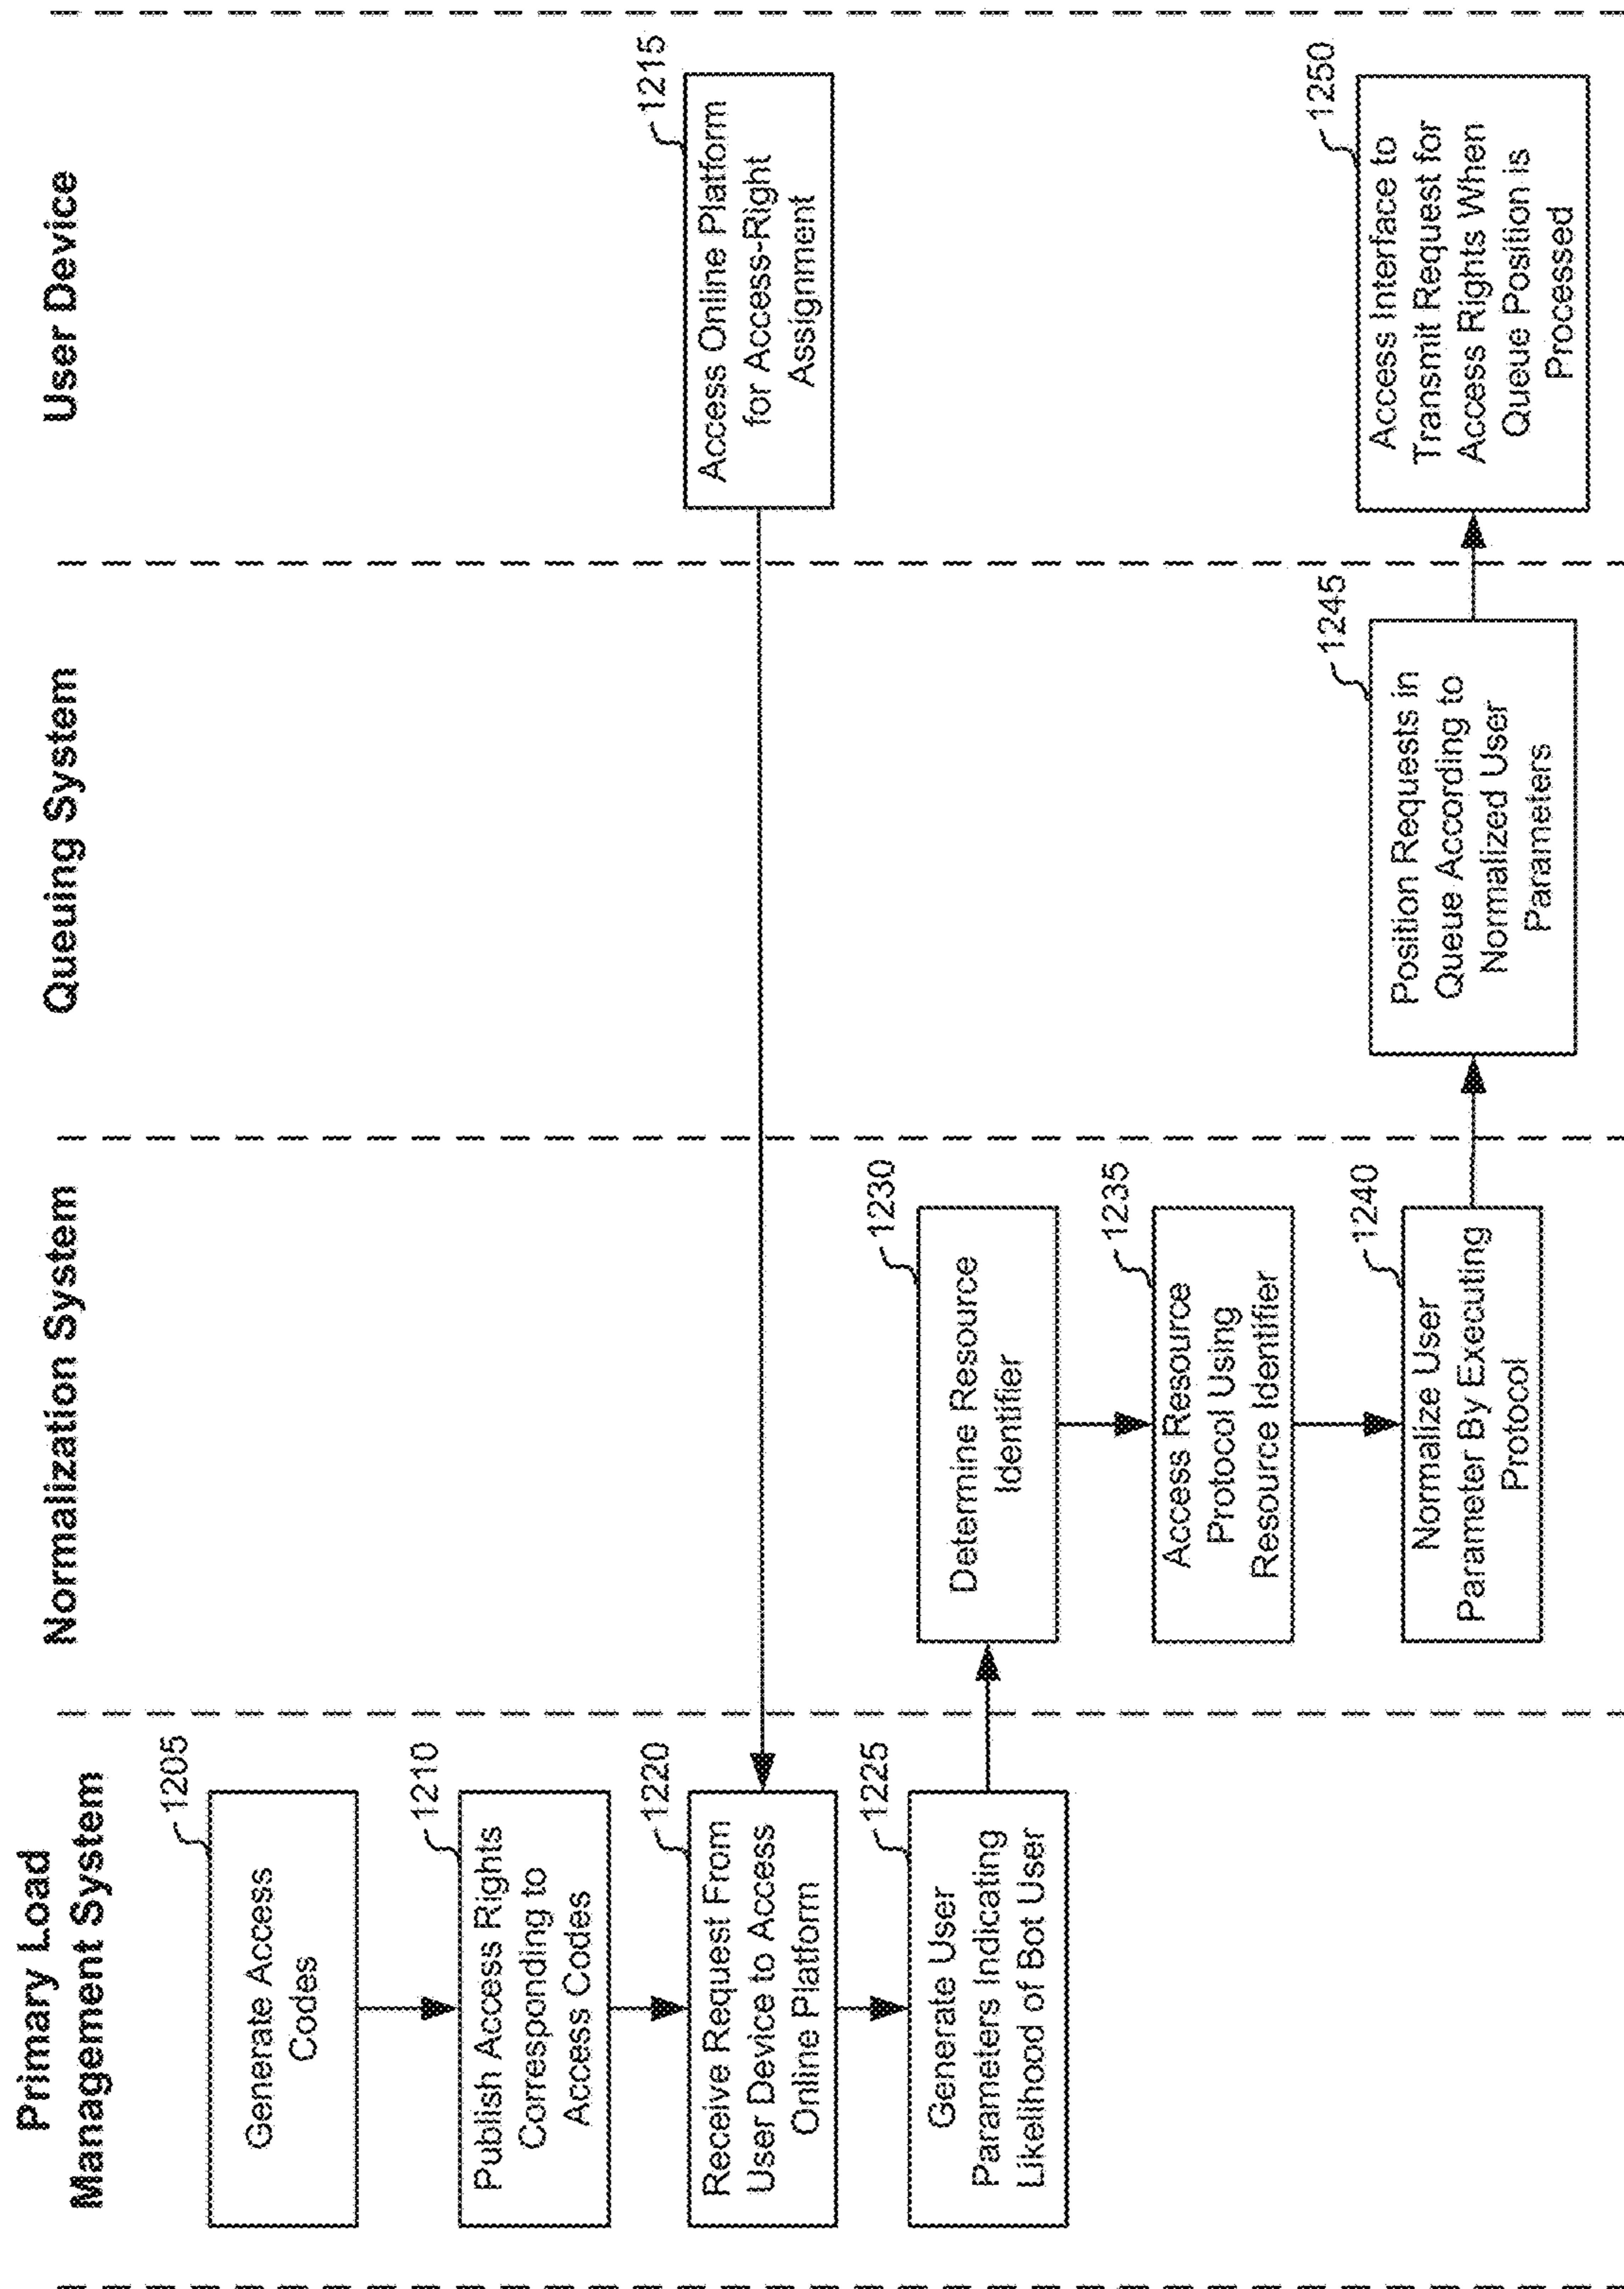 Primary Load
Management System
Normalization System
Queuing System
User Device
1205
Generate Access
Codes
1210
Publish Access Rights
Corresponding to
Access Codes
1215
Access Online Platform
for Access-Right
Assignment
1220
Receive Request From
User Device to Access
Online Platform
1225
Generate User
Parameters Indicating
Likelihood of Bot User
1230
Determine Resource
Identifier
1235
Access Resource
Protocol Using
Resource Identifier
1240
Normalize User
Parameter By Executing
Protocol
1245
Position Requests in
Queue According to
Normalized User
Parameters
1250
Access Interface to
Transmit Request for
Access Rights When
Queue Position is
Processed